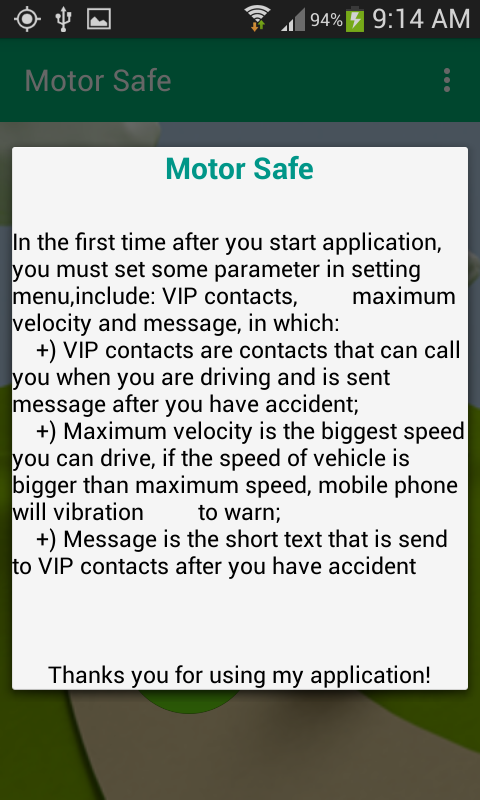 94% 9:14 AM
Motor Safe
Motor Safe
In the first time after you start application,
you must set some parameter in setting
menu,include: VIP contacts, maximum
velocity and message, in which:
+) VIP contacts are contacts that can call
you when you are driving and is sent
message after you have accident;
+) Maximum velocity is the biggest speed
you can drive, if the speed of vehicle is
bigger than maximum speed, mobile phone
will vibration to warn;
+) Message is the short text that is send
to VIP contacts after you have accident
Thanks you for using my application!